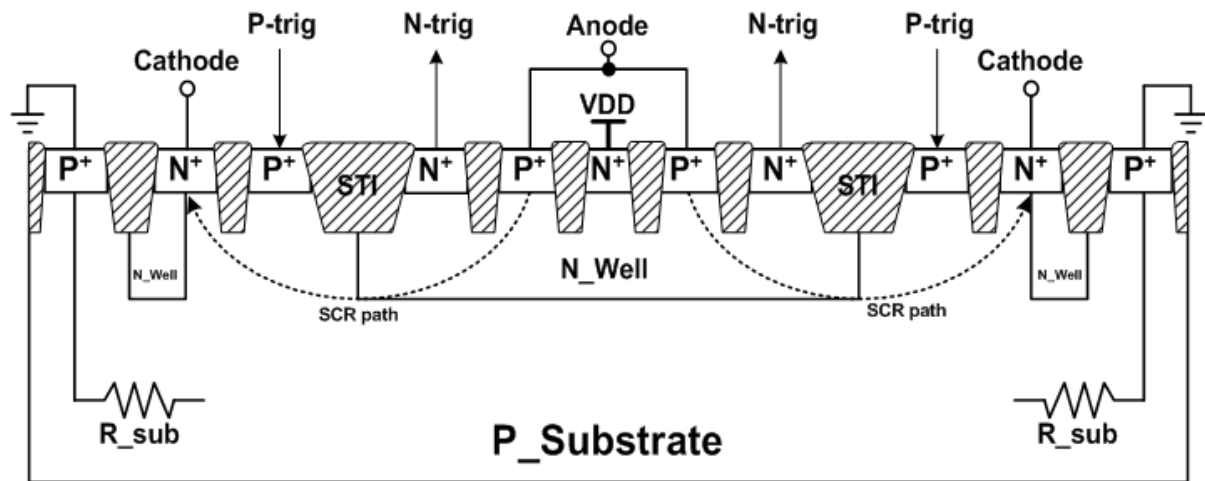 P-trig N-trig Anode N-trig P-trig
Cathode Cathode
VDD
P+ N+ P+ STI N+ P+ N+ P+ N+ STI P+ N+ P+
N_Well N_Well N_Well
SCR path SCR path
R_sub R_sub
P_Substrate